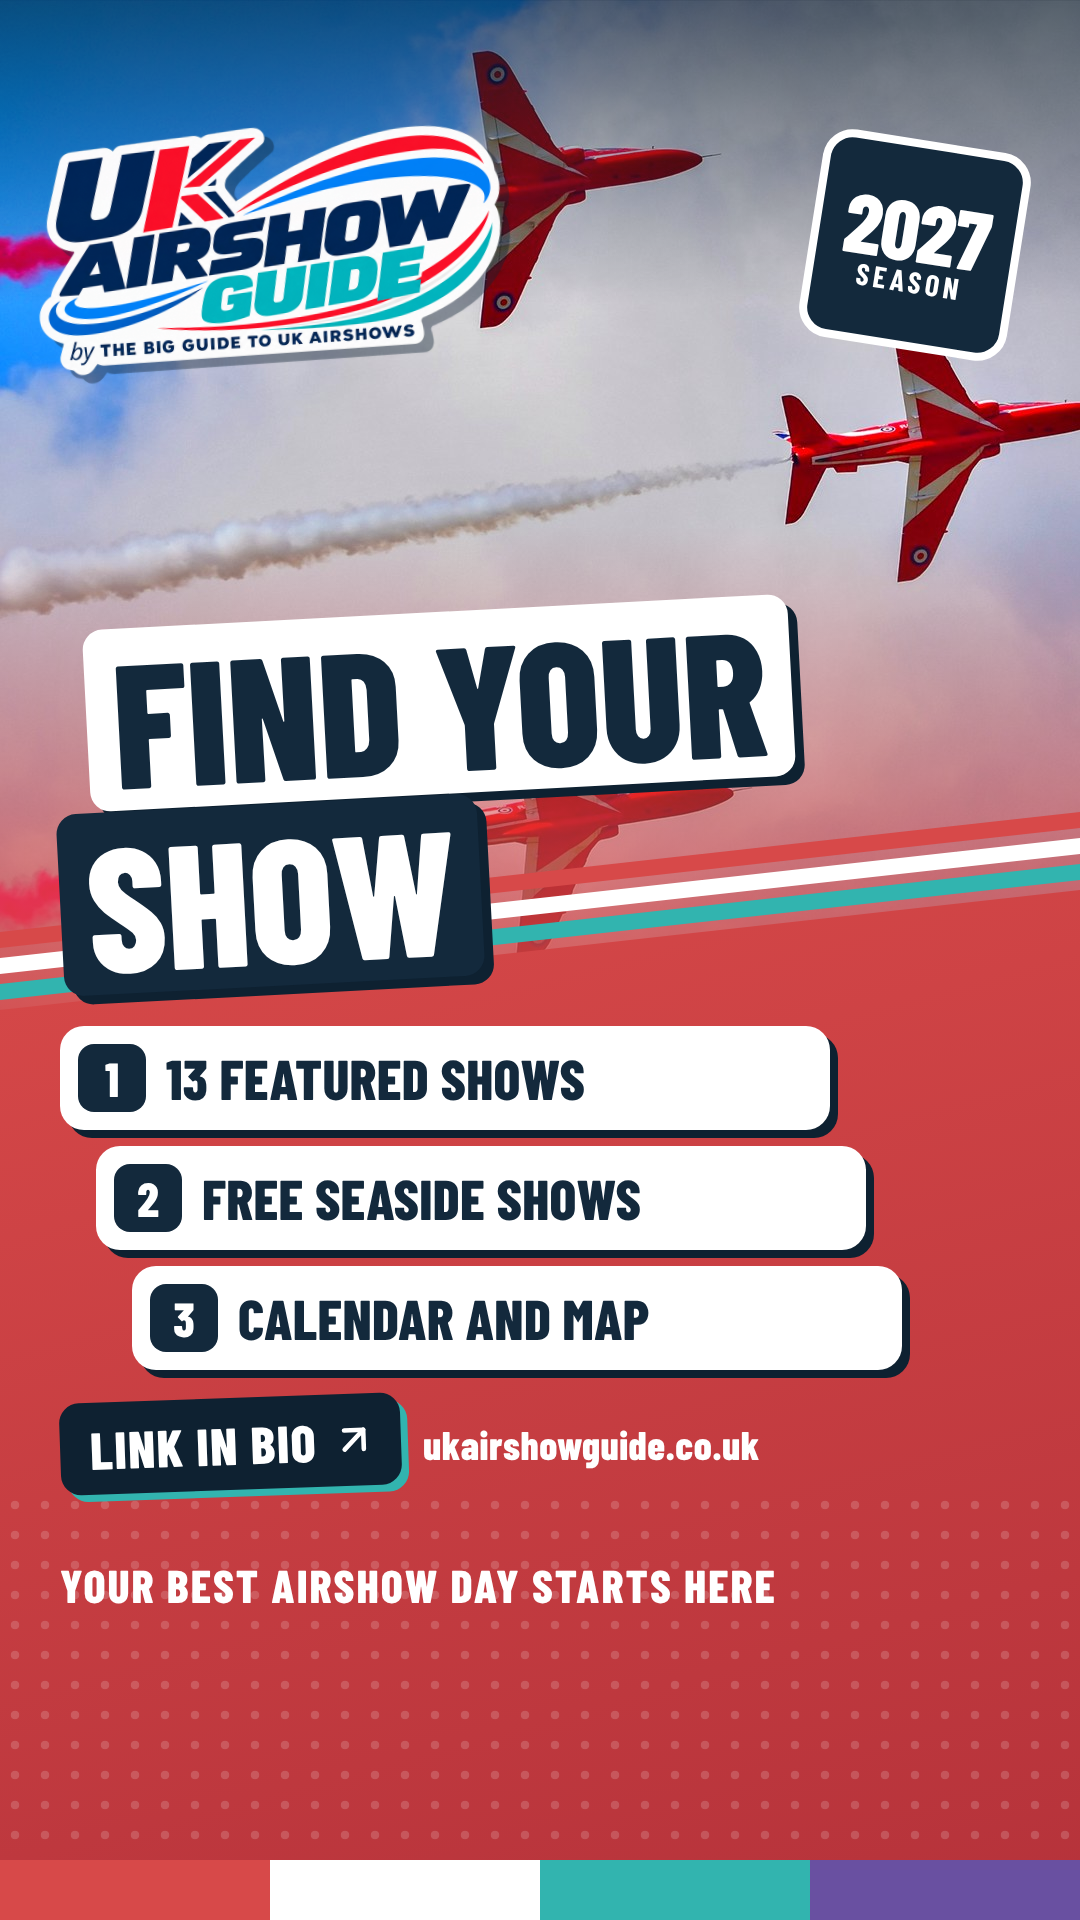 UK
AIRSHOW
GUIDE
by THE BIG GUIDE TO UK AIRSHOWS
2027
SEASON
FIND YOUR
SHOW
1 13 FEATURED SHOWS
2 FREE SEASIDE SHOWS
3 CALENDAR AND MAP
LINK IN BIO ukairshowguide.co.uk
YOUR BEST AIRSHOW DAY STARTS HERE